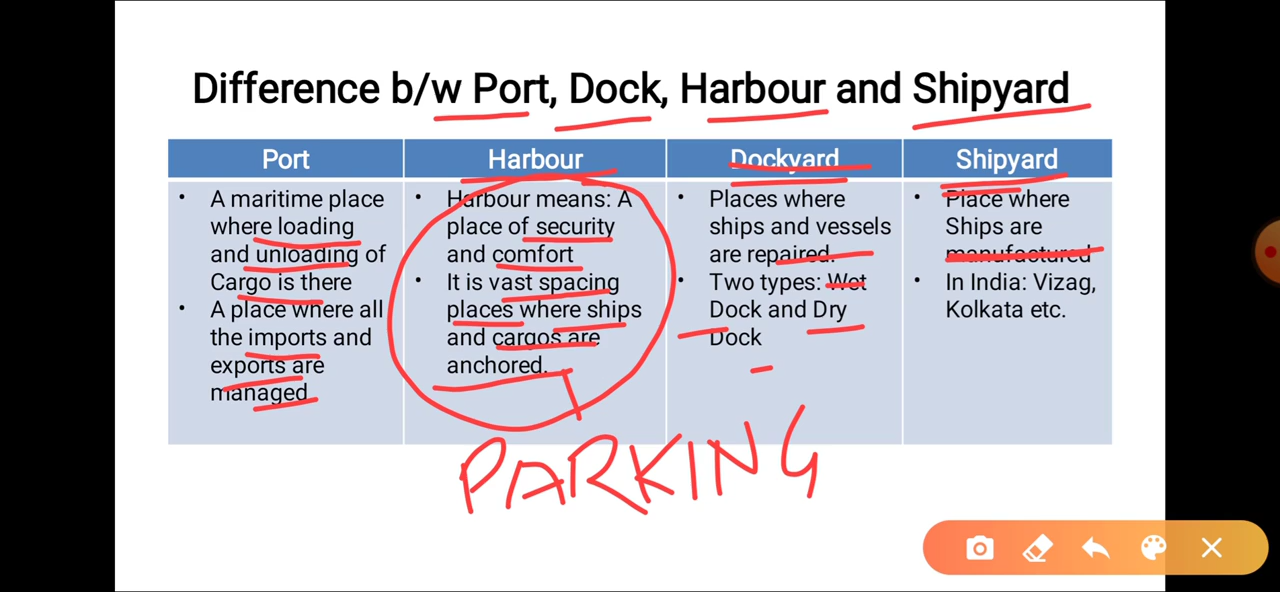 Difference b/w Port, Dock, Harbour and Shipyard
Port
• A maritime place
where loading
and unloading of
Cargo is there
• A place where all
the imports and
exports are
managed
Harbour
• Harbour means: A
place of security
and comfort
• It is vast spacing
places where ships
and cargos are
anchored.
Dockyard
• Places where
ships and vessels
are repaired.
• Two types: Wet
Dock and Dry
Dock
Shipyard
• Place where
Ships are
manufactured
• In India: Vizag,
Kolkata etc.
PARKING